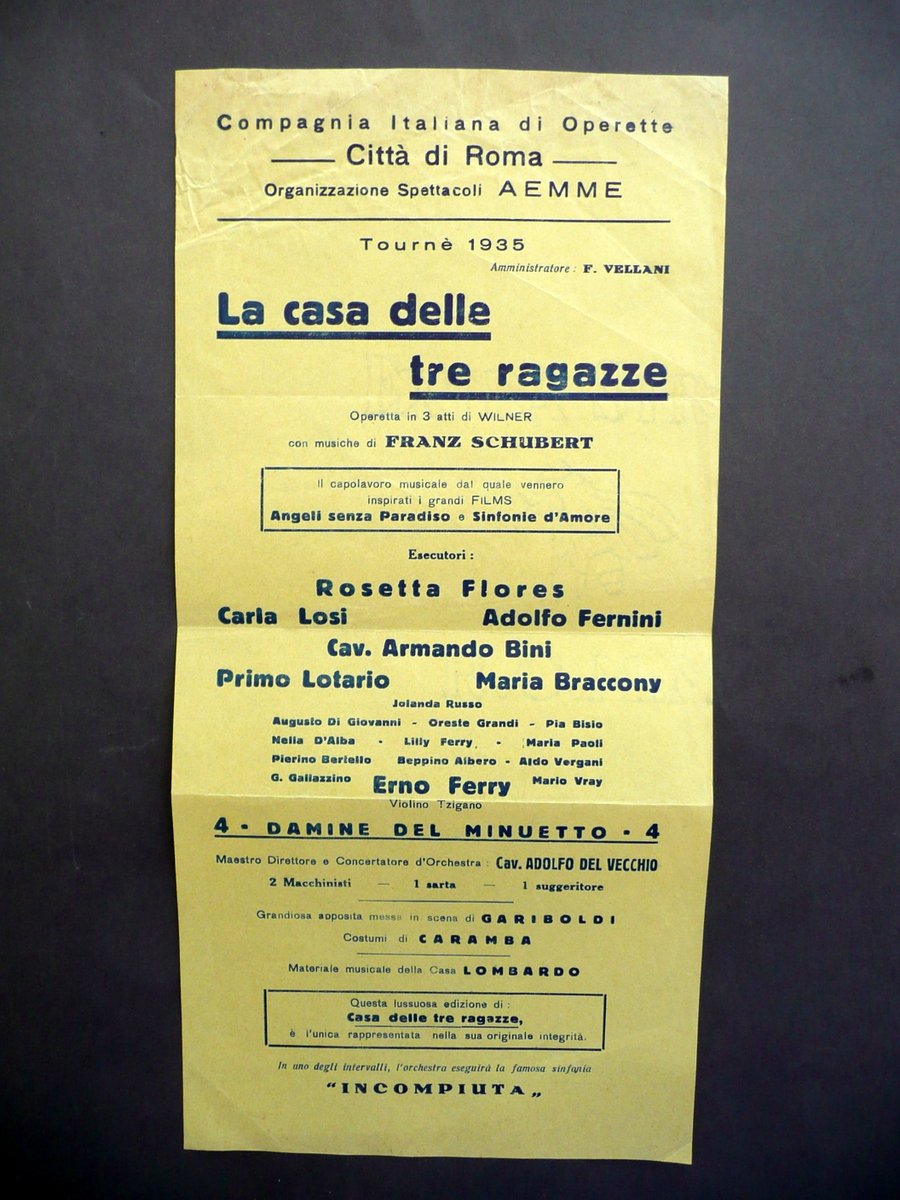 Compagnia Italiana di Operette
Città di Roma
Organizzazione Spettacoli AEMME
Tournè 1935
Amministratore : F. VELLANI
La casa delle
tre ragazze
Operetta in 3 atti di WILNER
con musiche di FRANZ SCHUBERT
Il capolavoro musicale dal quale vennero
inspirati i grandi FILMS
Angeli senza Paradiso e Sinfonie d'Amore
Esecutori :
Rosetta Flores
Carla Losi Adolfo Fernini
Cav. Armando Bini
Primo Lotario Maria Braccony
Jolanda Russo
Augusto Di Giovanni - Oreste Grandi - Pia Bisio
Nella D'Alba - Lilly Ferry - Maria Paoli
Pierino Bertello Beppino Albero - Aldo Vergani
G. Gallazzino Erno Ferry Mario Vray
Violino Tzigano
4 - DAMINE DEL MINUETTO - 4
Maestro Direttore e Concertatore d'Orchestra : Cav. ADOLFO DEL VECCHIO
2 Macchinisti — 1 sarta — 1 suggeritore
Grandiosa apposita messa in scena di GARIBOLDI
Costumi di CARAMBA
Materiale musicale della Casa LOMBARDO
Questa lussuosa edizione di :
Casa delle tre ragazze,
è l'unica rappresentata nella sua originale integrità.
In uno degli intervalli, l'orchestra eseguirà la famosa sinfonia
“INCOMPIUTA„